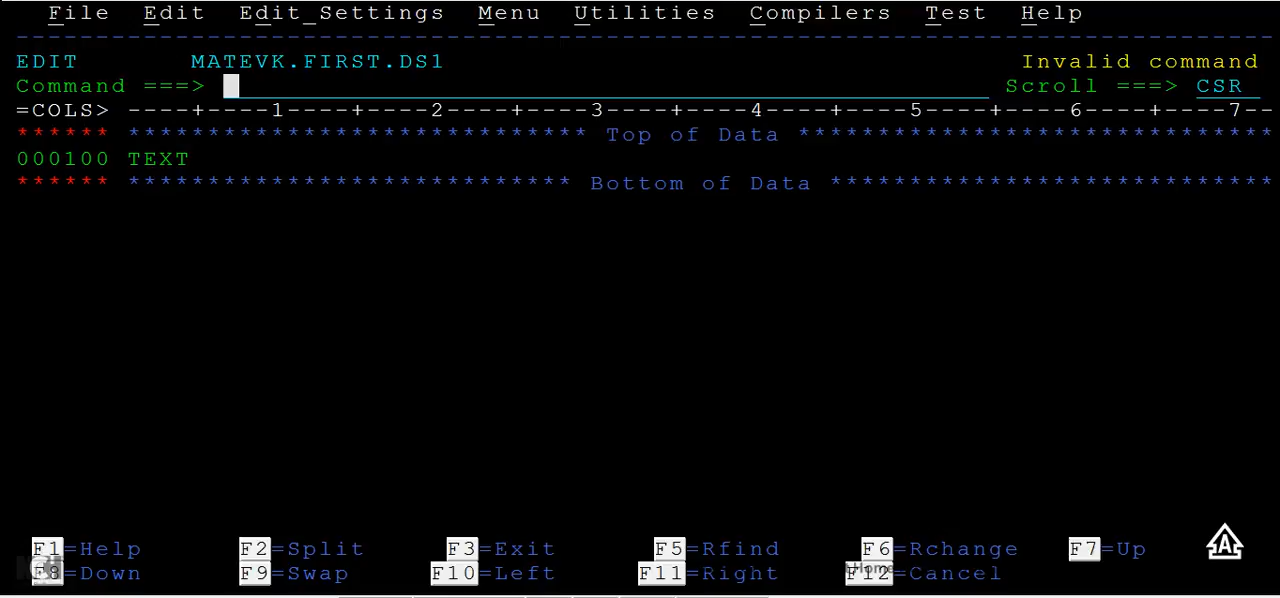 File Edit Edit_Settings Menu Utilities Compilers Test Help
-------------------------------------------------------------------------------
EDIT MATEVK.FIRST.DS1 Invalid command
Command ===> Scroll ===> CSR
=COLS> ----+----1----+----2----+----3----+----4----+----5----+----6----+----7--
****** ***************************** Top of Data ******************************
000100 TEXT
****** **************************** Bottom of Data ****************************
F1=Help F2=Split F3=Exit F5=Rfind F6=Rchange F7=Up
F8=Down F9=Swap F10=Left F11=Right F12=Cancel
Home
A